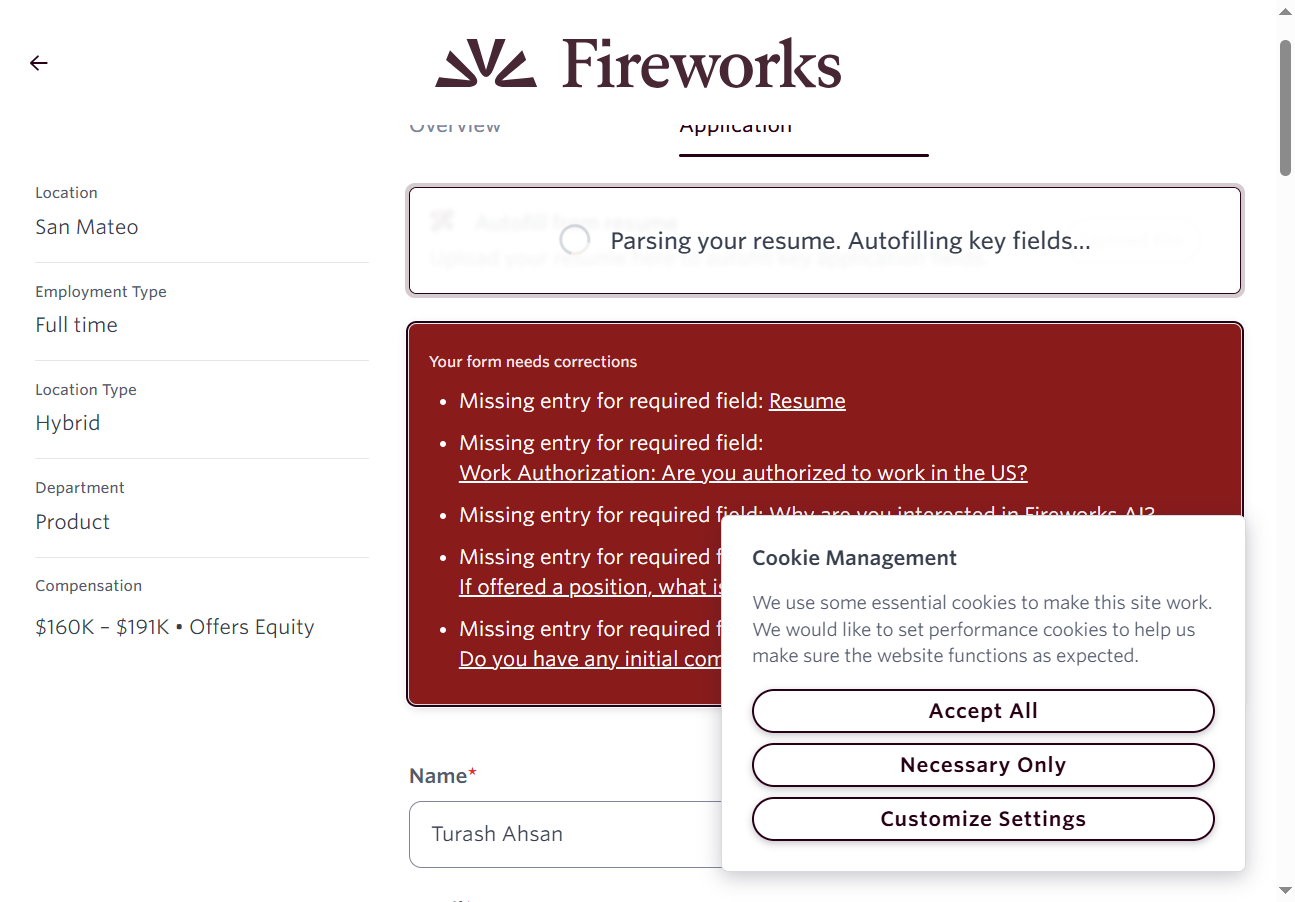 Fireworks
Overview
Application
Location
San Mateo
Employment Type
Full time
Location Type
Hybrid
Department
Product
Compensation
$160K – $191K • Offers Equity
Autofill from resume
Parsing your resume. Autofilling key fields...
Your form needs corrections
• Missing entry for required field: Resume
• Missing entry for required field:
Work Authorization: Are you authorized to work in the US?
• Missing entry for required field: Why are you interested in Fireworks AI?
• Missing entry for required f
If offered a position, what is
• Missing entry for required f
Do you have any initial com
Cookie Management
We use some essential cookies to make this site work.
We would like to set performance cookies to help us
make sure the website functions as expected.
Accept All
Necessary Only
Customize Settings
Name*
Turash Ahsan